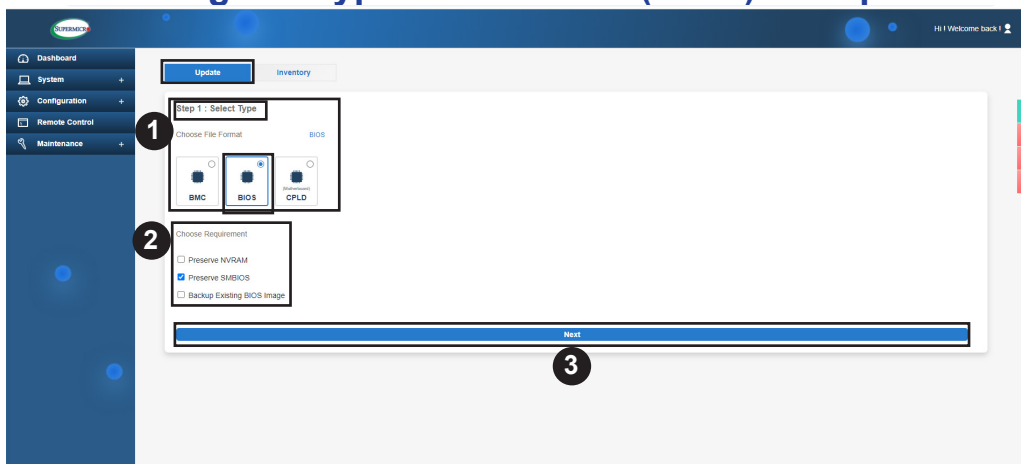 SUPERMICR
Hi ! Welcome back !
Dashboard
System +
Configuration +
Remote Control
Maintenance +
Update Inventory
Step 1 : Select Type
1
Choose File Format BIOS
BMC BIOS (Motherboard) CPLD
2
Choose Requirement
Preserve NVRAM
Preserve SMBIOS
Backup Existing BIOS Image
Next
3